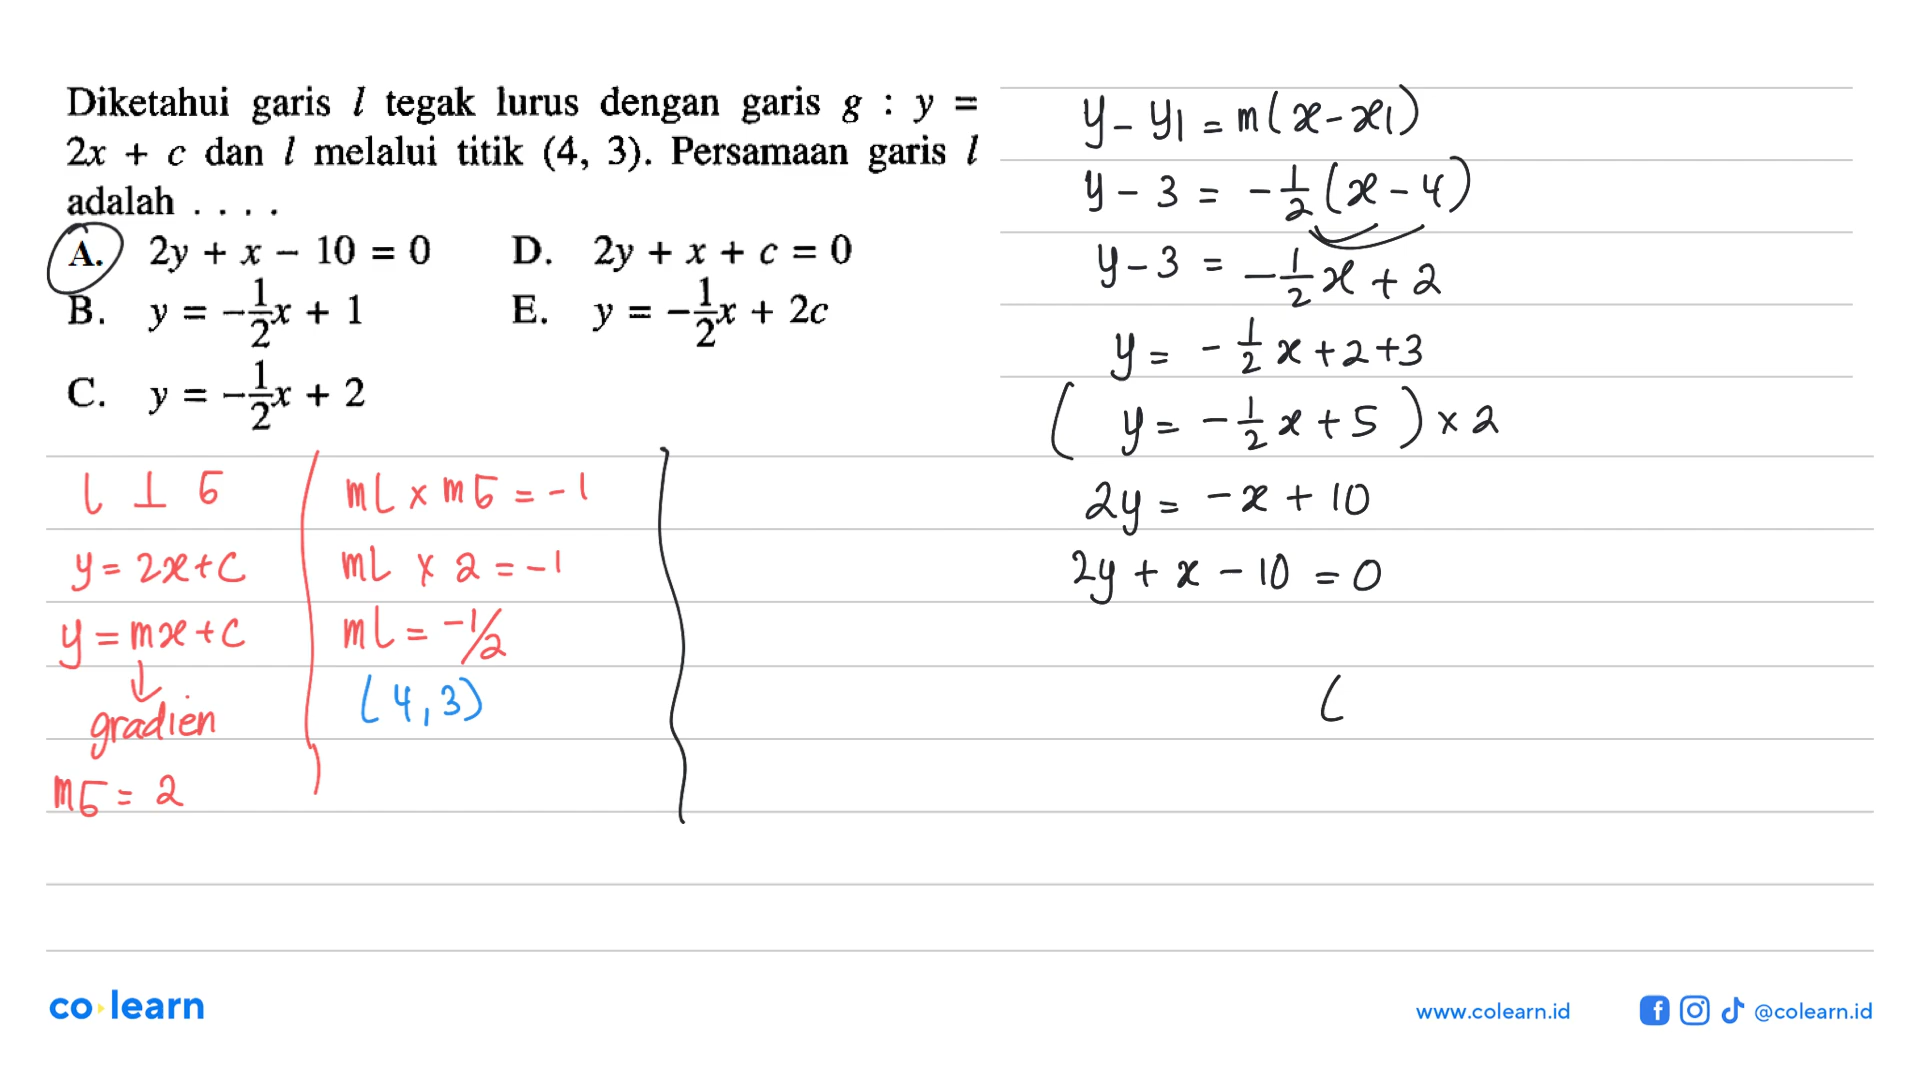 Diketahui garis l tegak lurus dengan garis g : y =
2x + c dan l melalui titik (4, 3). Persamaan garis l
adalah . . . .
A. 2y + x − 10 = 0
B. y = −1/2x + 1
C. y = −1/2x + 2
D. 2y + x + c = 0
E. y = −1/2x + 2c
l ⊥ G
y = 2x+c
y = mx+c
↓
gradien
mG = 2
mL × mG = -1
mL × 2 = -1
mL = -1/2
(4,3)
y - y1 = m(x-x1)
y - 3 = -1/2(x-4)
y - 3 = -1/2x + 2
y = -1/2x+2+3
( y = -1/2x+5 ) × 2
2y = -x + 10
2y + x - 10 = 0
(
co learn
www.colearn.id
@colearn.id